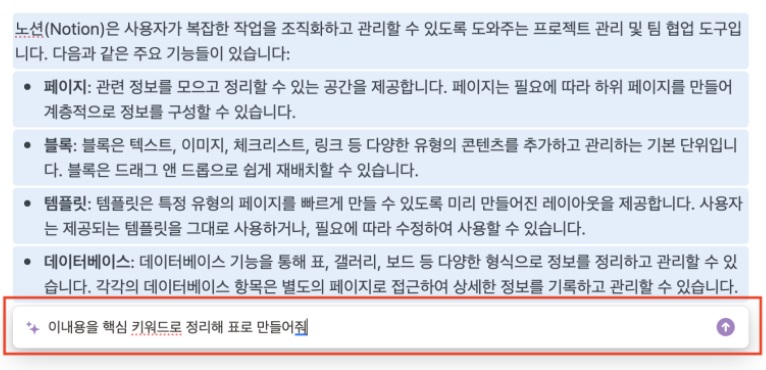 노션(Notion)은 사용자가 복잡한 작업을 조직화하고 관리할 수 있도록 도와주는 프로젝트 관리 및 팀 협업 도구입
니다. 다음과 같은 주요 기능들이 있습니다:
• 페이지: 관련 정보를 모으고 정리할 수 있는 공간을 제공합니다. 페이지는 필요에 따라 하위 페이지를 만들어
계층적으로 정보를 구성할 수 있습니다.
• 블록: 블록은 텍스트, 이미지, 체크리스트, 링크 등 다양한 유형의 콘텐츠를 추가하고 관리하는 기본 단위입니
다. 블록은 드래그 앤 드롭으로 쉽게 재배치할 수 있습니다.
• 템플릿: 템플릿은 특정 유형의 페이지를 빠르게 만들 수 있도록 미리 만들어진 레이아웃을 제공합니다. 사용자
는 제공되는 템플릿을 그대로 사용하거나, 필요에 따라 수정하여 사용할 수 있습니다.
• 데이터베이스: 데이터베이스 기능을 통해 표, 갤러리, 보드 등 다양한 형식으로 정보를 정리하고 관리할 수 있
습니다. 각각의 데이터베이스 항목은 별도의 페이지로 접근하여 상세한 정보를 기록하고 관리할 수 있습니다.
이내용을 핵심 키워드로 정리해 표로 만들어줘